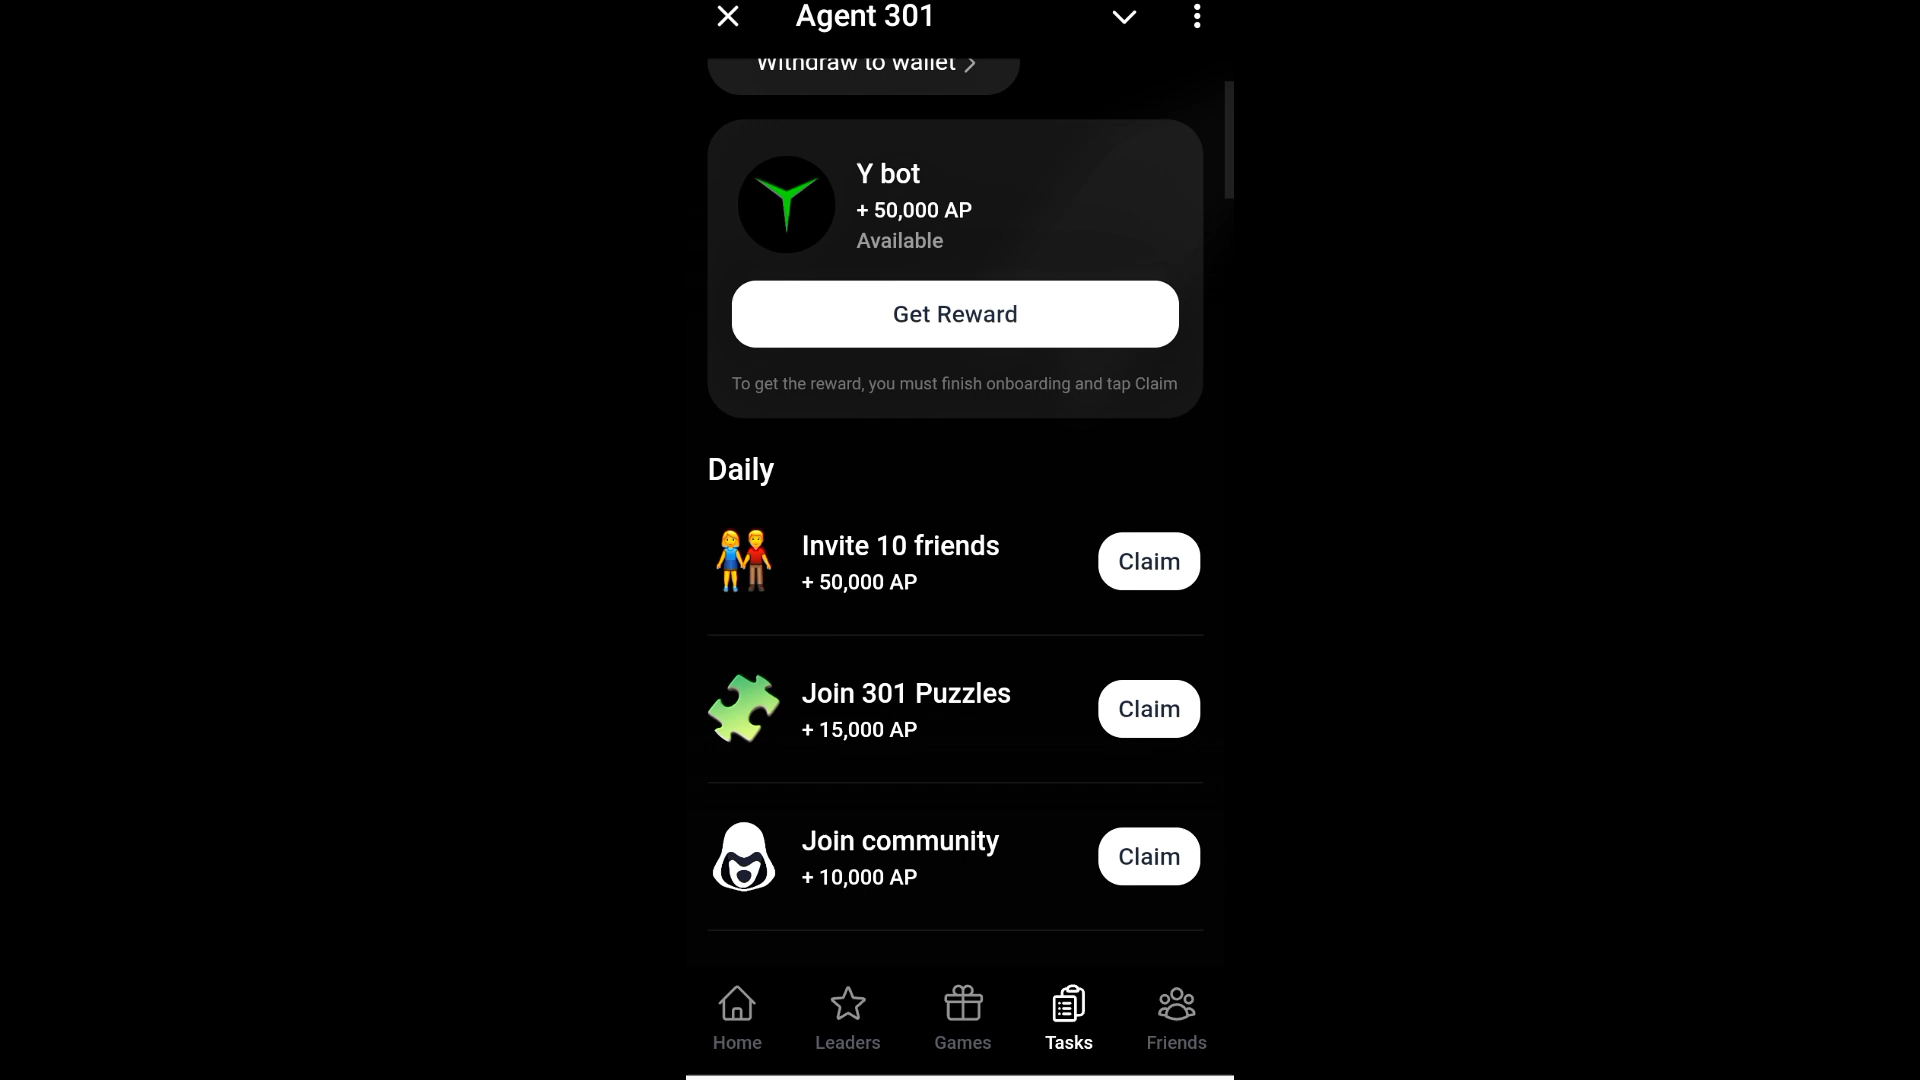 Agent 301
Withdraw to wallet
Y bot
+ 50,000 AP
Available
Get Reward
To get the reward, you must finish onboarding and tap Claim
Daily
Invite 10 friends
+ 50,000 AP
Claim
Join 301 Puzzles
+ 15,000 AP
Claim
Join community
+ 10,000 AP
Claim
Home
Leaders
Games
Tasks
Friends